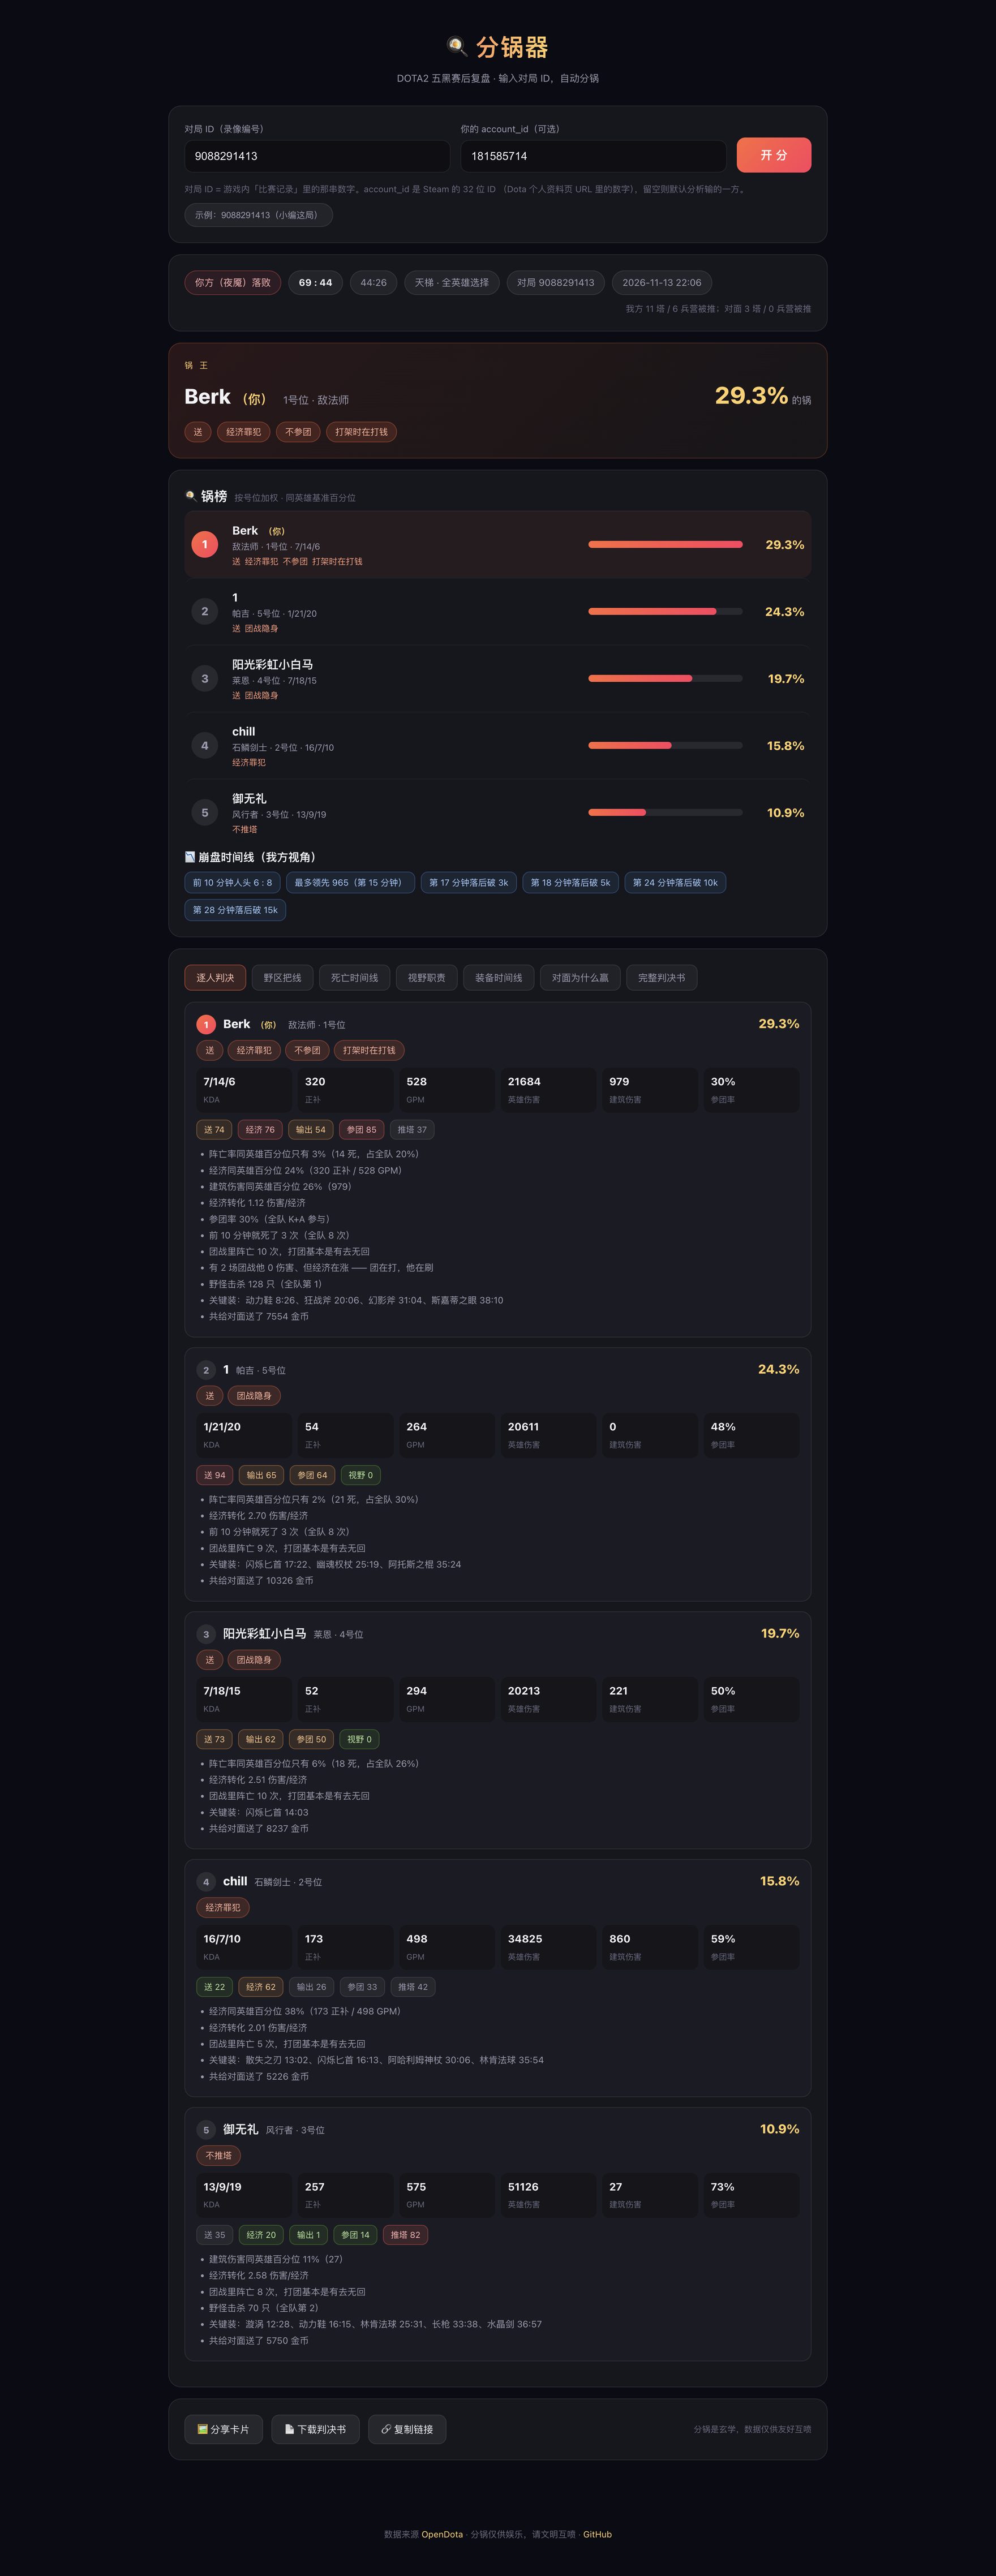 分锅器
DOTA2 五黑赛后复盘 · 输入对局 ID，自动分锅
对局 ID（录像编号）
你的 account_id（可选）
9088291413
181585714
开 分
对局 ID = 游戏内「比赛记录」里的那串数字。account_id 是 Steam 的 32 位 ID （Dota 个人资料页 URL 里的数字），留空则默认分析输的一方。
示例：9088291413（小编这局）
你方（夜魇）落败
69 : 44
44:26
天梯 · 全英雄选择
对局 9088291413
2026-11-13 22:06
我方 11 塔 / 6 兵营被推；对面 3 塔 / 0 兵营被推
锅 王
Berk （你） 1号位 · 敌法师
29.3% 的锅
送 经济罪犯 不参团 打架时在打钱
锅榜 按号位加权 · 同英雄基准百分位
1
Berk （你）
敌法师 · 1号位 · 7/14/6
送 经济罪犯 不参团 打架时在打钱
29.3%
2
1
帕吉 · 5号位 · 1/21/20
送 团战隐身
24.3%
3
阳光彩虹小白马
莱恩 · 4号位 · 7/18/15
送 团战隐身
19.7%
4
chill
石鳞剑士 · 2号位 · 16/7/10
经济罪犯
15.8%
5
御无礼
风行者 · 3号位 · 13/9/19
不推塔
10.9%
崩盘时间线（我方视角）
前 10 分钟人头 6 : 8
最多领先 965（第 15 分钟）
第 17 分钟落后破 3k
第 18 分钟落后破 5k
第 24 分钟落后破 10k
第 28 分钟落后破 15k
逐人判决
野区把线
死亡时间线
视野职责
装备时间线
对面为什么赢
完整判决书
1 Berk （你） 敌法师 · 1号位 29.3%
送 经济罪犯 不参团 打架时在打钱
7/14/6 320 528 21684 979 30%
KDA 正补 GPM 英雄伤害 建筑伤害 参团率
送 74 经济 76 输出 54 参团 85 推塔 37
• 阵亡率同英雄百分位只有 3%（14 死，占全队 20%）
• 经济同英雄百分位 24%（320 正补 / 528 GPM）
• 建筑伤害同英雄百分位 26%（979）
• 经济转化 1.12 伤害/经济
• 参团率 30%（全队 K+A 参与）
• 前 10 分钟就死了 3 次（全队 8 次）
• 团战里阵亡 10 次，打团基本是有去无回
• 有 2 场团战他 0 伤害、但经济在涨 —— 团在打，他在刷
• 野怪击杀 128 只（全队第 1）
• 关键装：动力鞋 8:26、狂战斧 20:06、幻影斧 31:04、斯嘉蒂之眼 38:10
• 共给对面送了 7554 金币
2 1 帕吉 · 5号位 24.3%
送 团战隐身
1/21/20 54 264 20611 0 48%
KDA 正补 GPM 英雄伤害 建筑伤害 参团率
送 94 输出 65 参团 64 视野 0
• 阵亡率同英雄百分位只有 2%（21 死，占全队 30%）
• 经济转化 2.70 伤害/经济
• 前 10 分钟就死了 3 次（全队 8 次）
• 团战里阵亡 9 次，打团基本是有去无回
• 关键装：闪烁匕首 17:22、幽魂权杖 25:19、阿托斯之棍 35:24
• 共给对面送了 10326 金币
3 阳光彩虹小白马 莱恩 · 4号位 19.7%
送 团战隐身
7/18/15 52 294 20213 221 50%
KDA 正补 GPM 英雄伤害 建筑伤害 参团率
送 73 输出 62 参团 50 视野 0
• 阵亡率同英雄百分位只有 6%（18 死，占全队 26%）
• 经济转化 2.51 伤害/经济
• 团战里阵亡 10 次，打团基本是有去无回
• 关键装：闪烁匕首 14:03
• 共给对面送了 8237 金币
4 chill 石鳞剑士 · 2号位 15.8%
经济罪犯
16/7/10 173 498 34825 860 59%
KDA 正补 GPM 英雄伤害 建筑伤害 参团率
送 22 经济 62 输出 26 参团 33 推塔 42
• 经济同英雄百分位 38%（173 正补 / 498 GPM）
• 经济转化 2.01 伤害/经济
• 团战里阵亡 5 次，打团基本是有去无回
• 关键装：散失之刃 13:02、闪烁匕首 16:13、阿哈利姆神杖 30:06、林肯法球 35:54
• 共给对面送了 5226 金币
5 御无礼 风行者 · 3号位 10.9%
不推塔
13/9/19 257 575 51126 27 73%
KDA 正补 GPM 英雄伤害 建筑伤害 参团率
送 35 经济 20 输出 1 参团 14 推塔 82
• 建筑伤害同英雄百分位 11%（27）
• 经济转化 2.58 伤害/经济
• 团战里阵亡 8 次，打团基本是有去无回
• 野怪击杀 70 只（全队第 2）
• 关键装：漩涡 12:28、动力鞋 16:15、林肯法球 25:31、长枪 33:38、水晶剑 36:57
• 共给对面送了 5750 金币
分享卡片
下载判决书
复制链接
分锅是玄学，数据仅供友好互喷
数据来源 OpenDota · 分锅仅供娱乐，请文明互喷 · GitHub